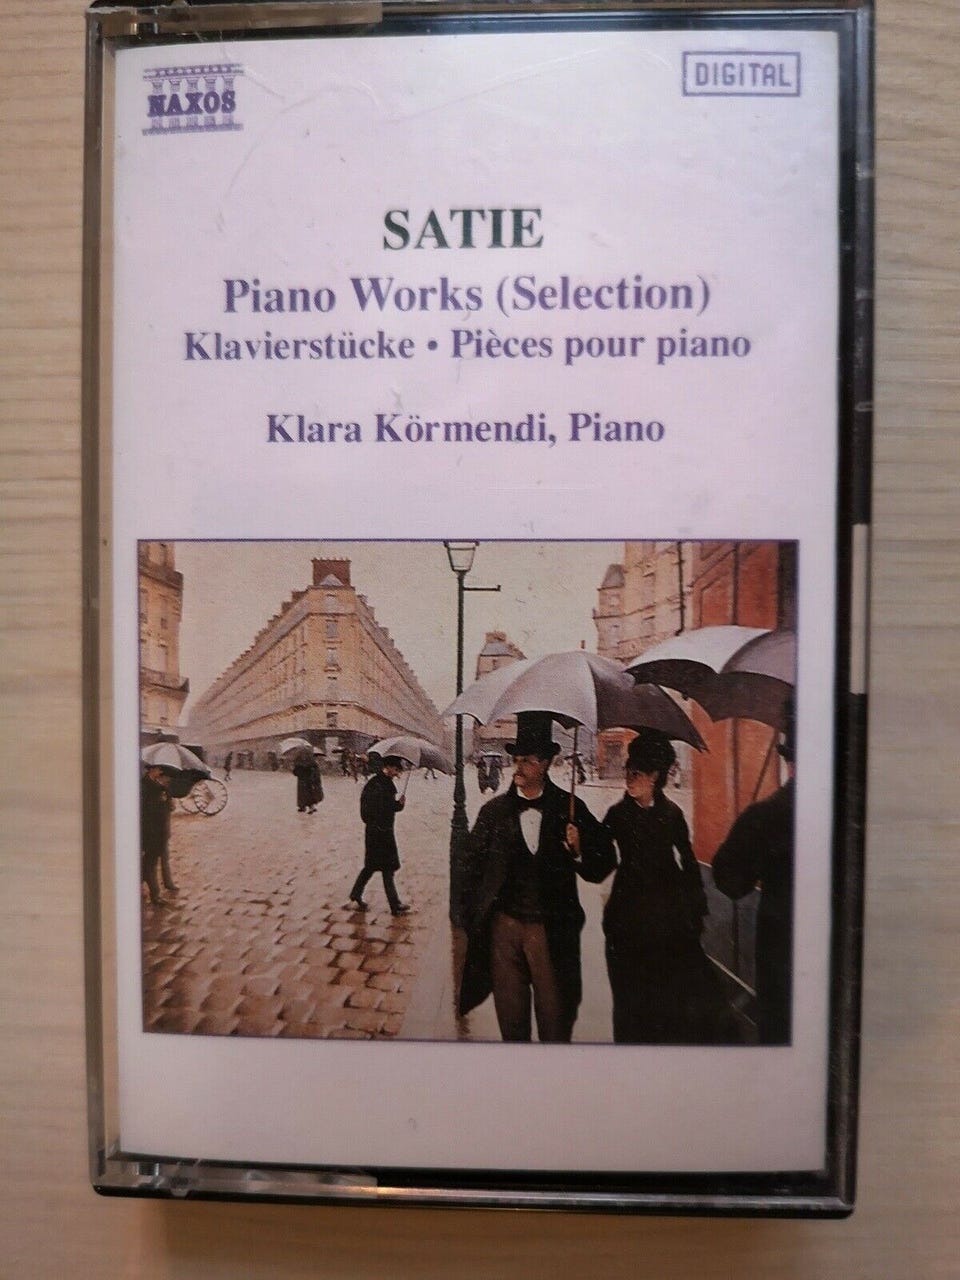 NAXOS
DIGITAL
SATIE
Piano Works (Selection)
Klavierstücke • Pièces pour piano
Klara Körmendi, Piano